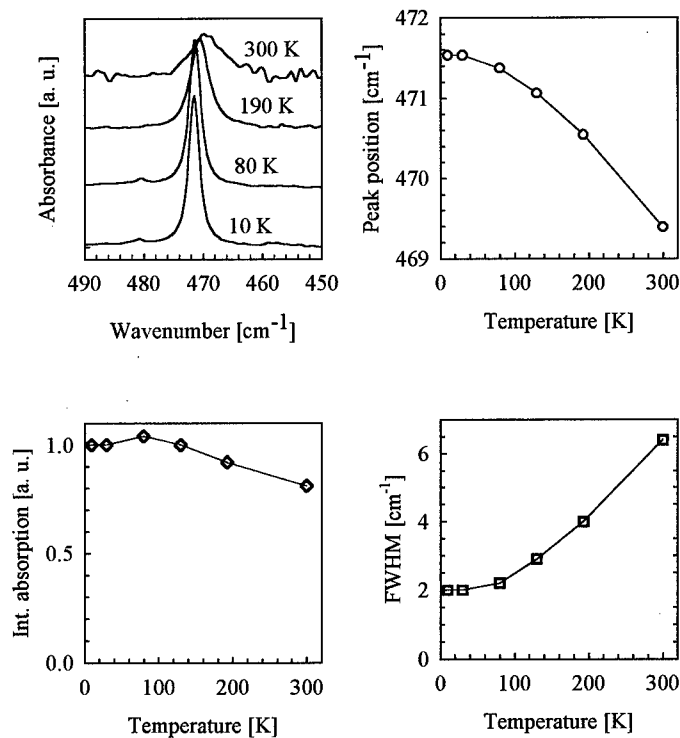 300 K
190 K
80 K
10 K
Absorbance [a. u.]
490 480 470 460 450
Wavenumber [cm-1]
472
471
470
469
Peak position [cm-1]
0 100 200 300
Temperature [K]
1.0
0.5
0.0
Int. absorption [a. u.]
0 100 200 300
Temperature [K]
6
4
2
0
FWHM [cm-1]
0 100 200 300
Temperature [K]